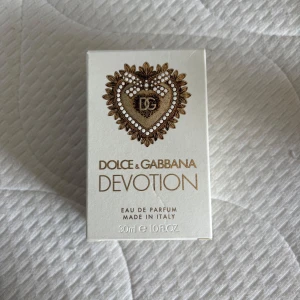 DG
DOLCE & GABBANA
DEVOTION
EAU DE PARFUM
MADE IN ITALY
30ml ℮ 1.0 FL.OZ.